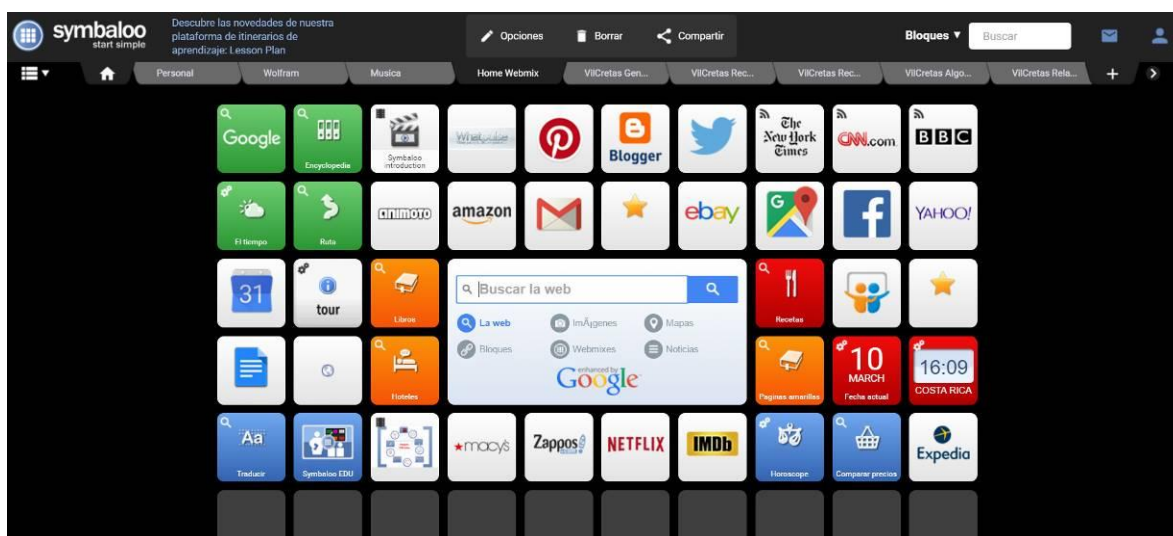 symbaloo
start simple
Descubre las novedades de nuestra
plataforma de itinerarios de
aprendizaje: Lesson Plan
Opciones
Borrar
Compartir
Bloques ▼
Buscar
Personal
Wolfram
Musica
Home Webmix
VilCretas Gen...
VilCretas Rec...
VilCretas Rec...
VilCretas Algo...
VilCretas Rela...
+
Google
Encyclopedia
Symbaloo
introduction
Blogger
The
New York
Times
CNN.com
BBC
El tiempo
Ruta
animoto
amazon
ebay
G
YAHOO!
31
tour
Libros
Buscar la web
La web
ImÃ¡genes
Mapas
Bloques
Webmixes
Noticias
enhanced by
Google
Recetas
Hoteles
Paginas amarillas
10
MARCH
Fecha actual
16:09
COSTA RICA
Aa
Traducir
Symbaloo EDU
★macy's
Zappos
NETFLIX
IMDb
Horoscope
Comparar precios
Expedia